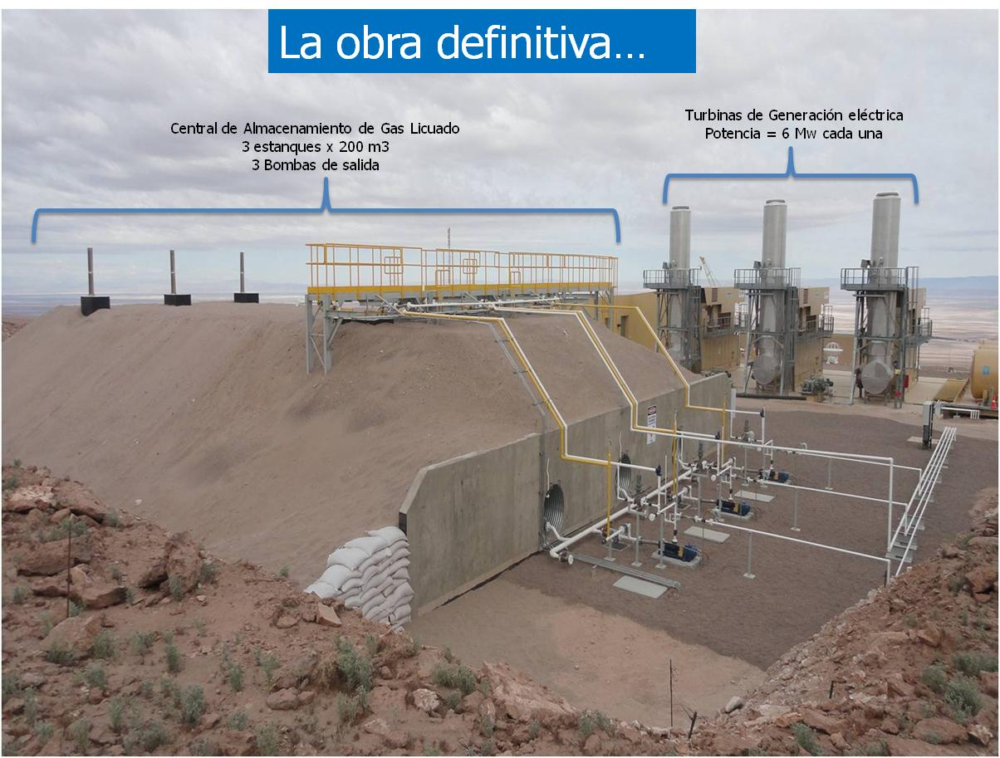 La obra definitiva...
Central de Almacenamiento de Gas Licuado
3 estanques x 200 m3
3 Bombas de salida
Turbinas de Generación eléctrica
Potencia = 6 Mw cada una